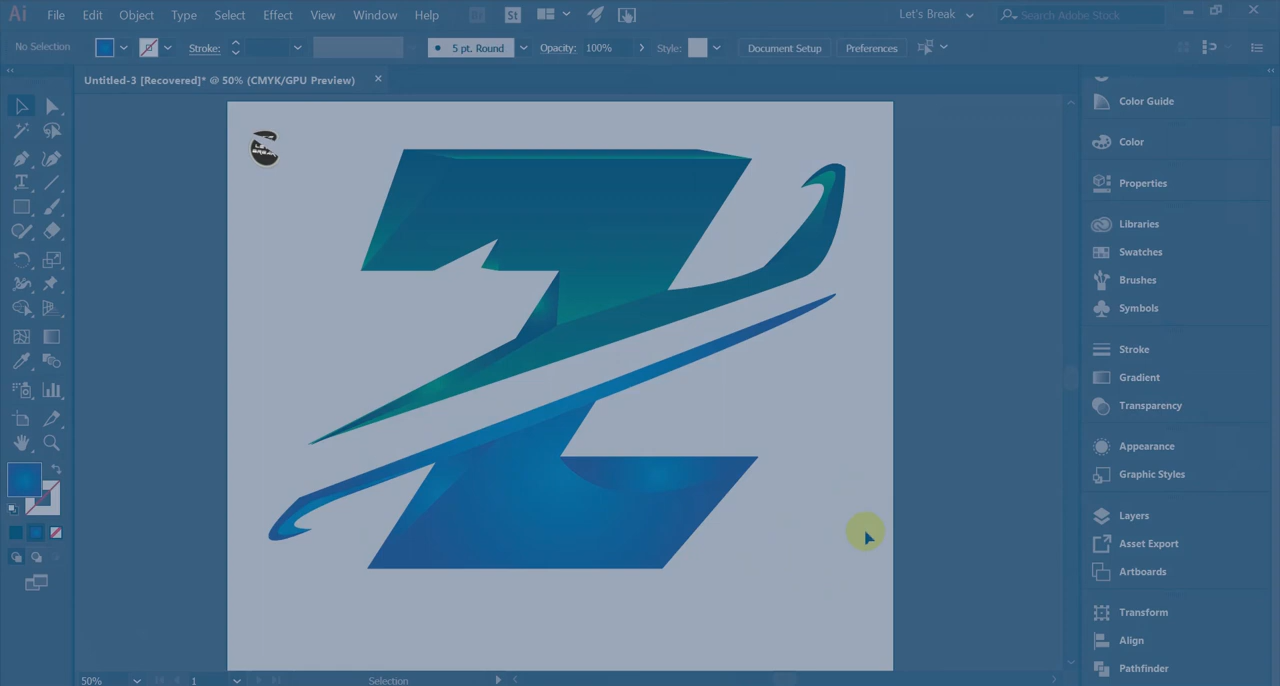 Ai File Edit Object Type Select Effect View Window Help Br St Let's Break Search Adobe Stock
No Selection Stroke: 5 pt. Round Opacity: 100% Style: Document Setup Preferences
Untitled-3 [Recovered]* @ 50% (CMYK/GPU Preview)
Color Guide
Color
Properties
Libraries
Swatches
Brushes
Symbols
Stroke
Gradient
Transparency
Appearance
Graphic Styles
Layers
Asset Export
Artboards
Transform
Align
Pathfinder
50% 1 Selection